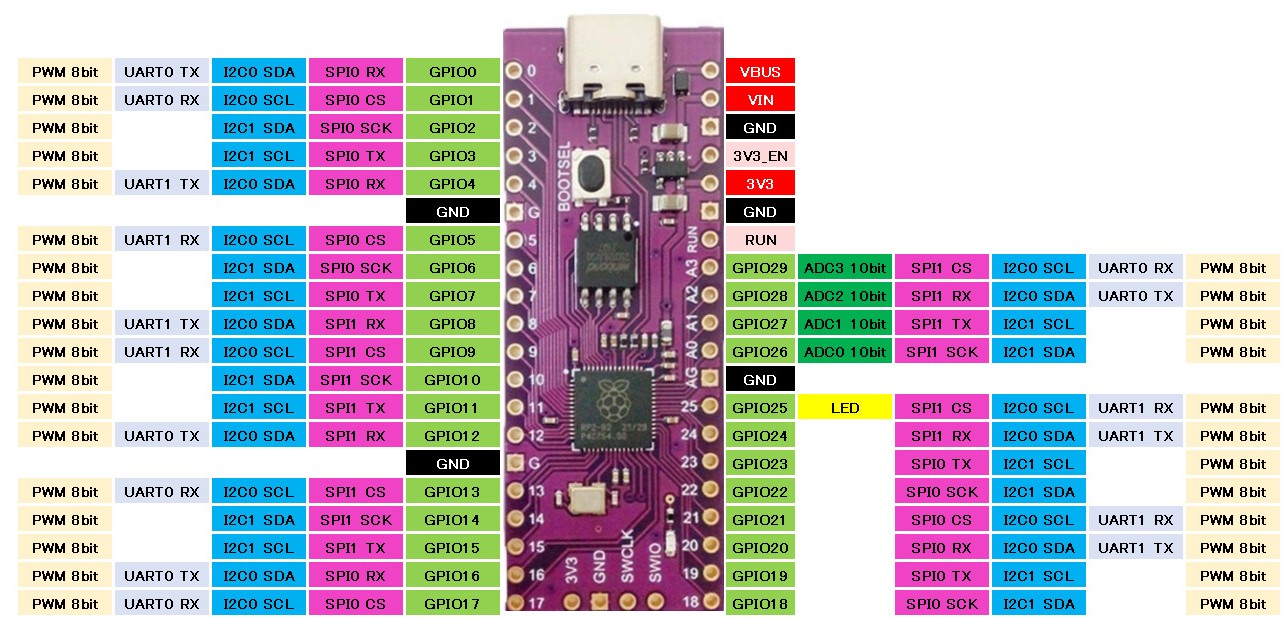 PWM 8bit UART0 TX I2C0 SDA SPI0 RX GPIO0 0 VBUS
PWM 8bit UART0 RX I2C0 SCL SPI0 CS GPIO1 1 VIN
PWM 8bit I2C1 SDA SPI0 SCK GPIO2 2 GND
PWM 8bit I2C1 SCL SPI0 TX GPIO3 3 3V3_EN
PWM 8bit UART1 TX I2C0 SDA SPI0 RX GPIO4 4 BOOTSEL 3V3
GND G GND
PWM 8bit UART1 RX I2C0 SCL SPI0 CS GPIO5 5 RUN RUN
PWM 8bit I2C1 SDA SPI0 SCK GPIO6 6 A3 GPIO29 ADC3 10bit SPI1 CS I2C0 SCL UART0 RX PWM 8bit
PWM 8bit I2C1 SCL SPI0 TX GPIO7 7 A2 GPIO28 ADC2 10bit SPI1 RX I2C0 SDA UART0 TX PWM 8bit
PWM 8bit UART1 TX I2C0 SDA SPI1 RX GPIO8 8 A1 GPIO27 ADC1 10bit SPI1 TX I2C1 SCL PWM 8bit
PWM 8bit UART1 RX I2C0 SCL SPI1 CS GPIO9 9 A0 GPIO26 ADC0 10bit SPI1 SCK I2C1 SDA PWM 8bit
PWM 8bit I2C1 SDA SPI1 SCK GPIO10 10 AG GND
PWM 8bit I2C1 SCL SPI1 TX GPIO11 11 25 GPIO25 LED SPI1 CS I2C0 SCL UART1 RX PWM 8bit
PWM 8bit UART0 TX I2C0 SDA SPI1 RX GPIO12 12 24 GPIO24 SPI1 RX I2C0 SDA UART1 TX PWM 8bit
GND G 23 GPIO23 SPI0 TX I2C1 SCL PWM 8bit
PWM 8bit UART0 RX I2C0 SCL SPI1 CS GPIO13 13 22 GPIO22 SPI0 SCK I2C1 SDA PWM 8bit
PWM 8bit I2C1 SDA SPI1 SCK GPIO14 14 21 GPIO21 SPI0 CS I2C0 SCL UART1 RX PWM 8bit
PWM 8bit I2C1 SCL SPI1 TX GPIO15 15 20 GPIO20 SPI0 RX I2C0 SDA UART1 TX PWM 8bit
PWM 8bit UART0 TX I2C0 SDA SPI0 RX GPIO16 16 3V3 GND SWCLK SWIO 19 GPIO19 SPI0 TX I2C1 SCL PWM 8bit
PWM 8bit UART0 RX I2C0 SCL SPI0 CS GPIO17 17 18 GPIO18 SPI0 SCK I2C1 SDA PWM 8bit